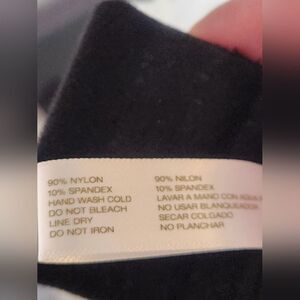 90% NYLON
10% SPANDEX
HAND WASH COLD
DO NOT BLEACH
LINE DRY
DO NOT IRON
90% NILON
10% SPANDEX
LAVAR A MANO CON AGUA
NO USAR BLANQUEADOR
SECAR COLGADO
NO PLANCHAR